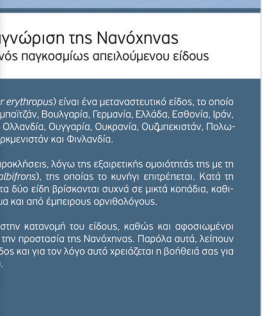 γνώριση της Νανόχηνας
νός παγκοσμίως απειλούμενου είδους
r erythropus) είναι ένα μεταναστευτικό είδος, το οποίο
μπαϊτζάν, Βουλγαρία, Γερμανία, Ελλάδα, Εσθονία, Ιράν,
Ολλανδία, Ουγγαρία, Ουκρανία, Ουζμπεκιστάν, Πολω-
ρκμενιστάν και Φινλανδία.
ροκλήσεις, λόγω της εξαιρετικής ομοιότητάς της με τη
albifrons), της οποίας το κυνήγι επιτρέπεται. Κατά τη
τα δύο είδη βρίσκονται συχνά σε μικτά κοπάδια, καθι-
μα και από έμπειρους ορνιθολόγους.
στην κατανομή του είδους, καθώς και αφοσιωμένοι
την προστασία της Νανόχηνας. Παρόλα αυτά, λείπουν
δος και για τον λόγο αυτό χρειάζεται η βοήθειά σας για